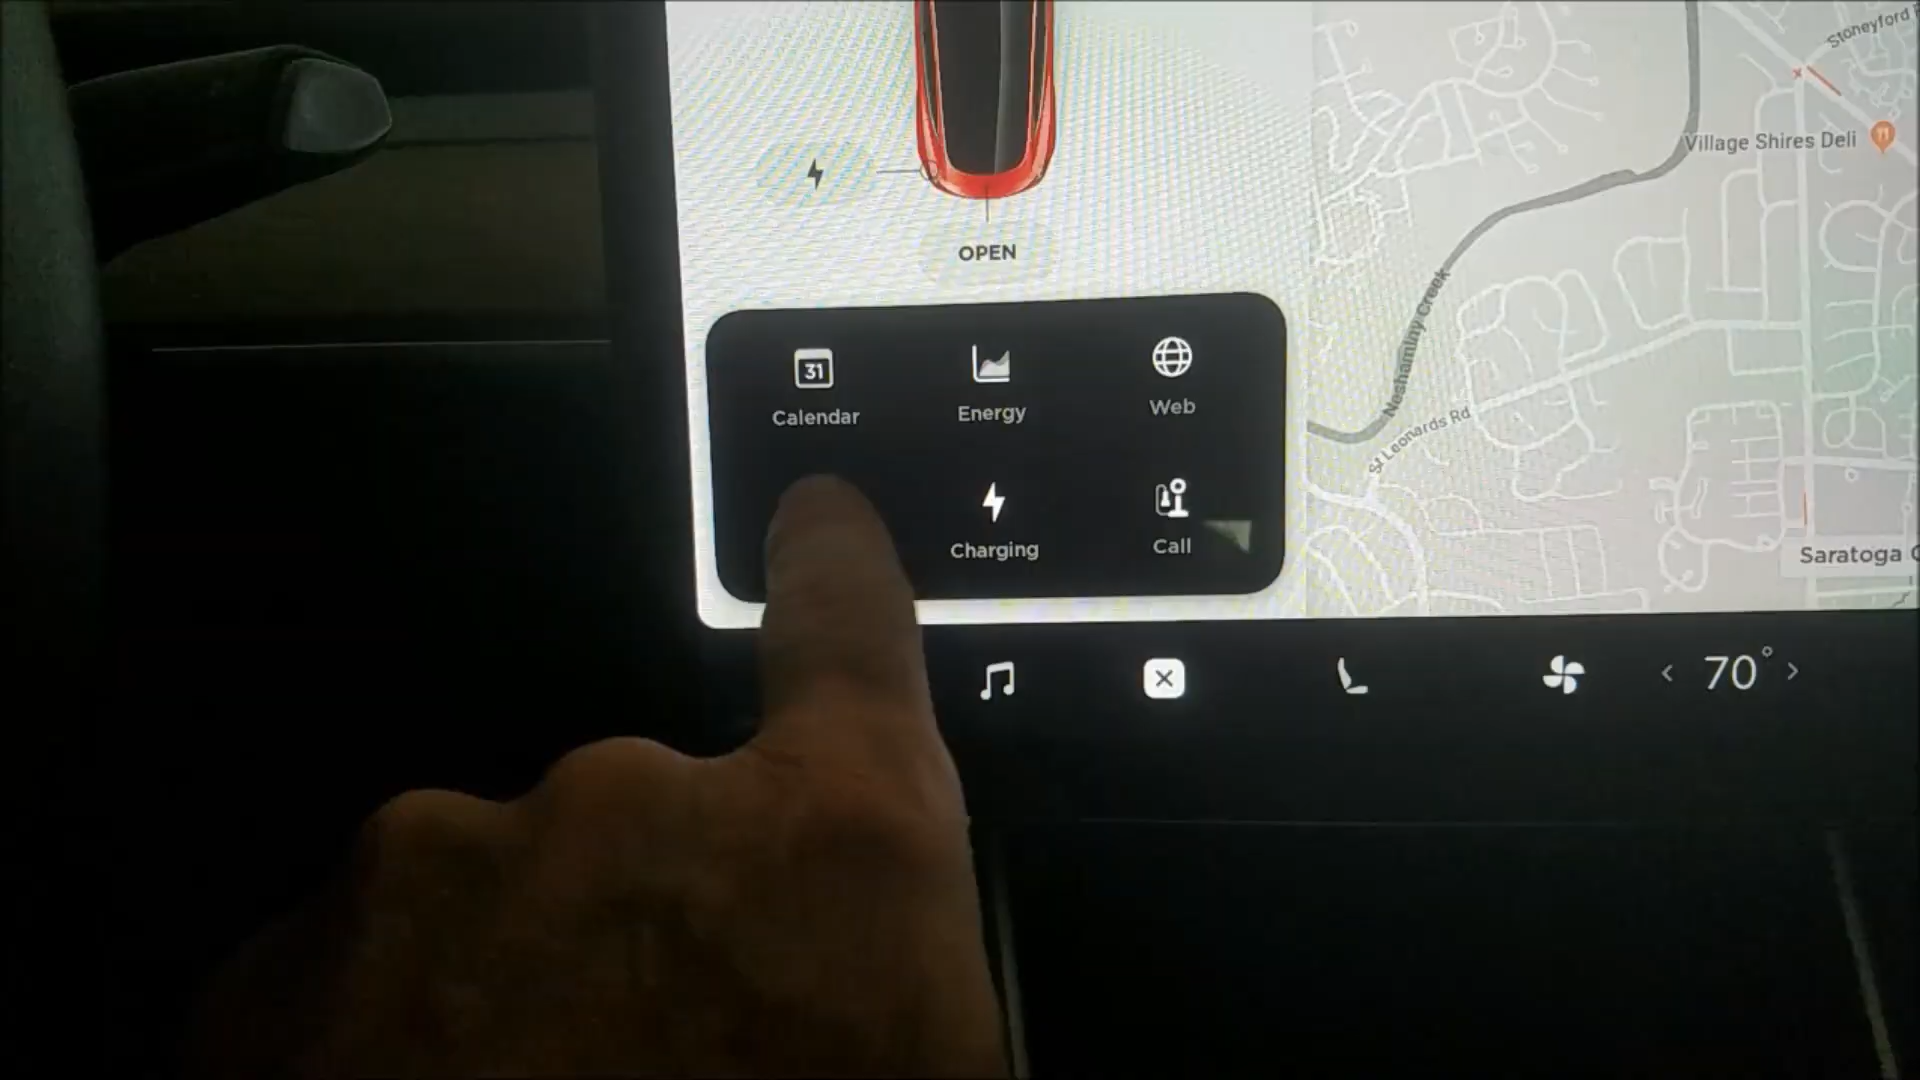 Stoneyford
Village Shires Deli
OPEN
Neshaminy Creek
31
Calendar
Energy
Web
St Leonards Rd
Charging
Call
Saratoga
70°